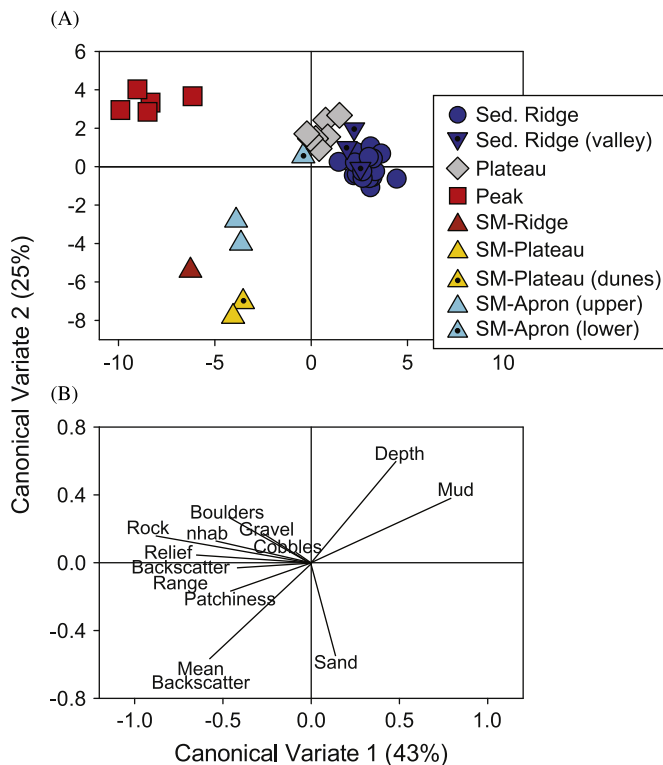 (A)
6
4
2
0
-2
-4
-6
-8
-10
-5
0
5
10
Sed. Ridge
Sed. Ridge (valley)
Plateau
Peak
SM-Ridge
SM-Plateau
SM-Plateau (dunes)
SM-Apron (upper)
SM-Apron (lower)
Canonical Variate 2 (25%)
(B)
0.8
0.4
0.0
-0.4
-0.8
Depth
Mud
Boulders
Rock
Gravel
nhab
Cobbles
Relief
Backscatter
Range
Patchiness
Sand
Mean
Backscatter
-1.0
-0.5
0.0
0.5
1.0
Canonical Variate 1 (43%)